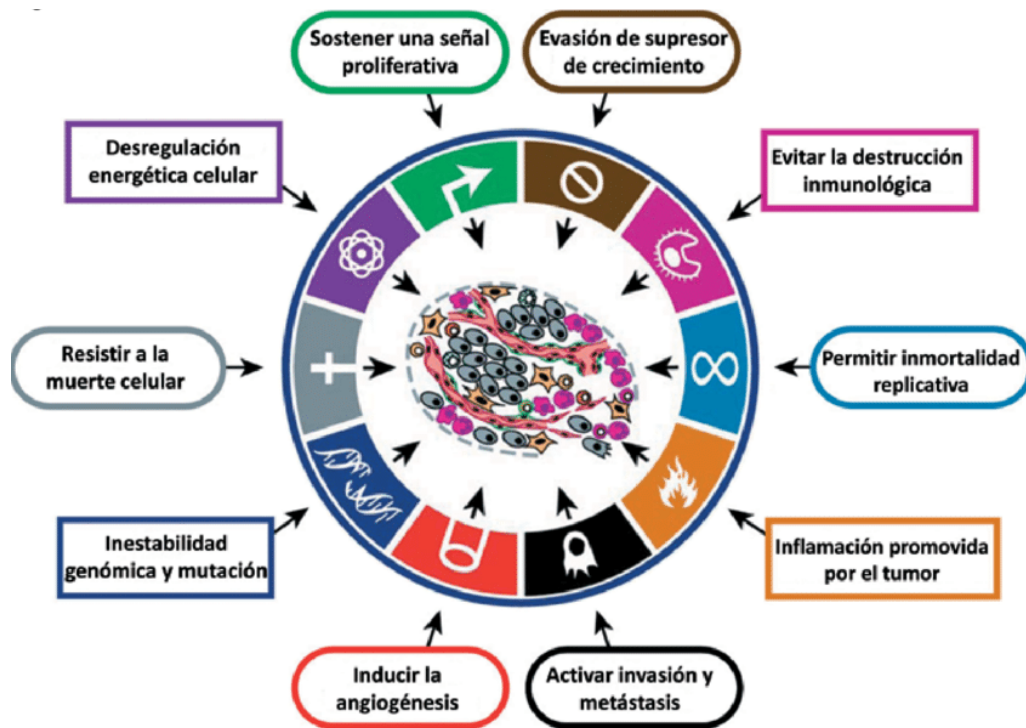 Sostener una señal
proliferativa
Evasión de supresor
de crecimiento
Desregulación
energética celular
Evitar la destrucción
inmunológica
Resistir a la
muerte celular
Permitir inmortalidad
replicativa
Inestabilidad
genómica y mutación
Inflamación promovida
por el tumor
Inducir la
angiogénesis
Activar invasión y
metástasis